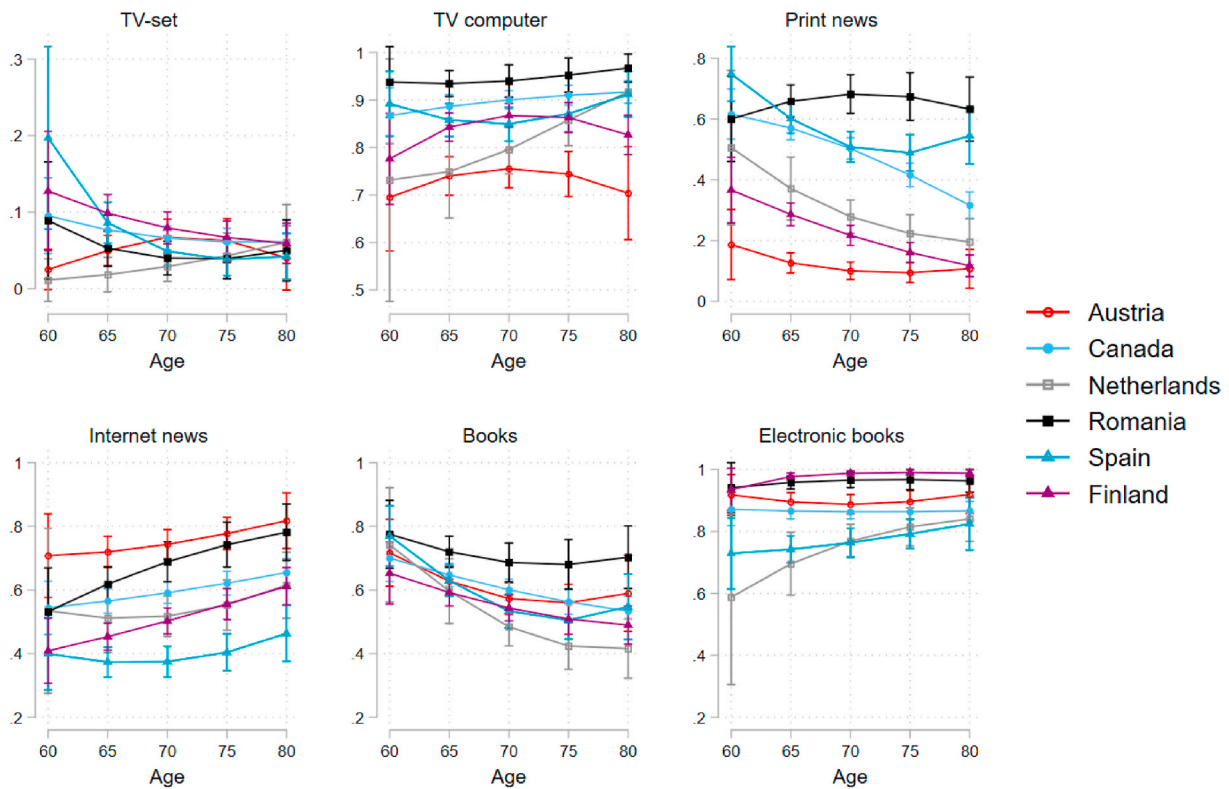 TV-set
TV computer
Print news
.3
.2
.1
0
60 65 70 75 80
Age
1
.9
.8
.7
.6
.5
60 65 70 75 80
Age
.8
.6
.4
.2
0
60 65 70 75 80
Age
Austria
Canada
Netherlands
Romania
Spain
Finland
Internet news
Books
Electronic books
1
.8
.6
.4
.2
60 65 70 75 80
Age
1
.8
.6
.4
.2
60 65 70 75 80
Age
1
.8
.6
.4
.2
60 65 70 75 80
Age